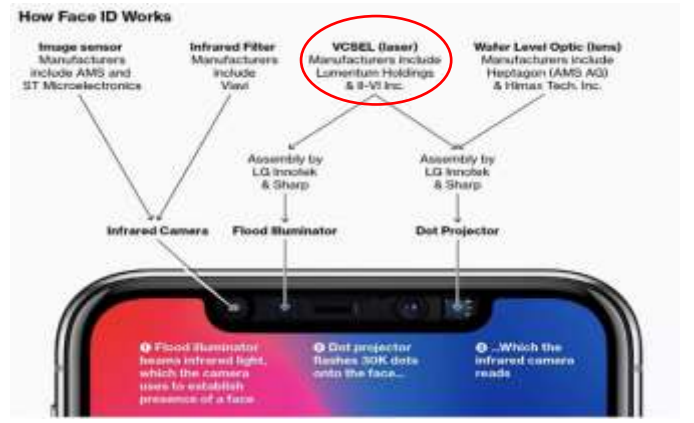 How Face ID Works
Image sensor
Manufacturers
include AMS and
ST Microelectronics
Infrared Filter
Manufacturers
include
Viavi
VCSEL (laser)
Manufacturers include
Lumentum Holdings
& II-VI Inc.
Wafer Level Optic (lens)
Manufacturers include
Heptagon (AMS AG)
& Himax Tech. Inc.
Assembly by
LG Innotek
& Sharp
Assembly by
LG Innotek
& Sharp
Infrared Camera
Flood Illuminator
Dot Projector
1 Flood illuminator
beams infrared light,
which the camera
uses to establish
presence of a face
2 Dot projector
flashes 30K dots
onto the face...
3 ...Which the
infrared camera
reads